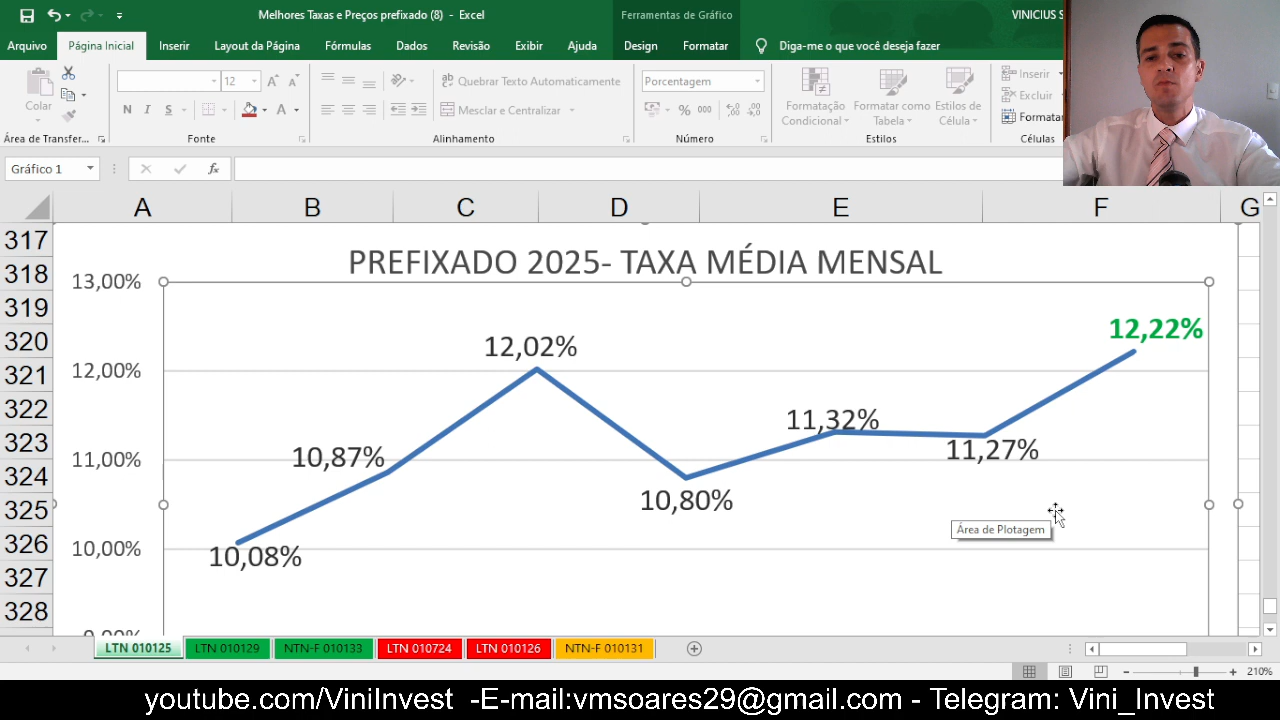 Melhores Taxas e Preços prefixado (8) - Excel
Ferramentas de Gráfico
VINICIUS S
Arquivo Página Inicial Inserir Layout da Página Fórmulas Dados Revisão Exibir Ajuda Design Formatar Diga-me o que você deseja fazer
12 A A Quebrar Texto Automaticamente Porcentagem Inserir
Colar N I S A Mesclar e Centralizar % 000 Formatação Condicional Formatar como Tabela Estilos de Célula Excluir
Formatar
Área de Transfer... Fonte Alinhamento Número Estilos Células
Gráfico 1 fx
A B C D E F G
317
318
319
320
321
322
323
324
325
326
327
328
PREFIXADO 2025- TAXA MÉDIA MENSAL
13,00%
12,22%
12,02%
12,00%
11,32%
11,27%
10,87%
11,00%
10,80%
Área de Plotagem
10,00%
10,08%
9,00%
LTN 010125 LTN 010129 NTN-F 010133 LTN 010724 LTN 010126 NTN-F 010131
210%
youtube.com/ViniInvest -E-mail:vmsoares29@gmail.com - Telegram: Vini_Invest